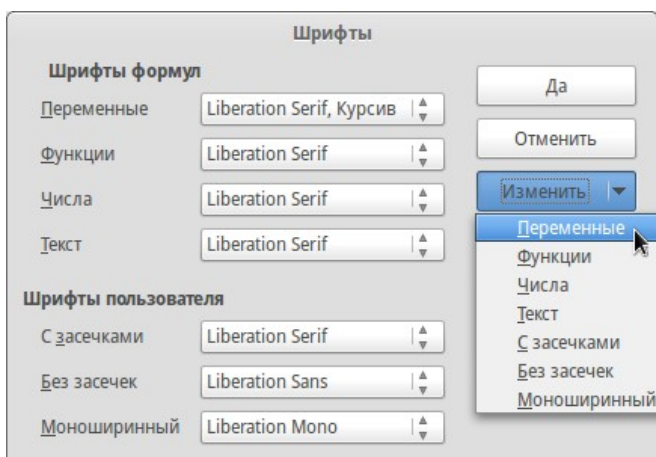 Шрифты
Шрифты формул
Переменные Liberation Serif, Курсив
Функции Liberation Serif
Числа Liberation Serif
Текст Liberation Serif
Шрифты пользователя
С засечками Liberation Serif
Без засечек Liberation Sans
Моноширинный Liberation Mono
Да
Отменить
Изменить
Переменные
Функции
Числа
Текст
С засечками
Без засечек
Моноширинный